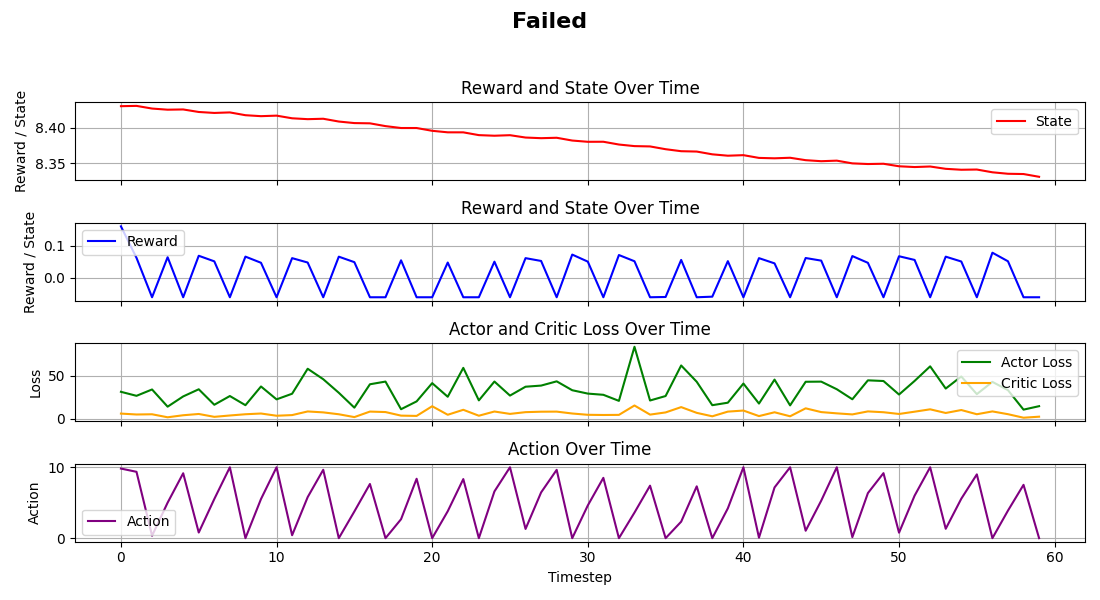 Failed
Reward and State Over Time
Reward / State
8.40
8.35
State
Reward and State Over Time
Reward / State
0.1
0.0
Reward
Actor and Critic Loss Over Time
Loss
50
0
Actor Loss
Critic Loss
Action Over Time
Action
10
0
Action
0 10 20 30 40 50 60
Timestep